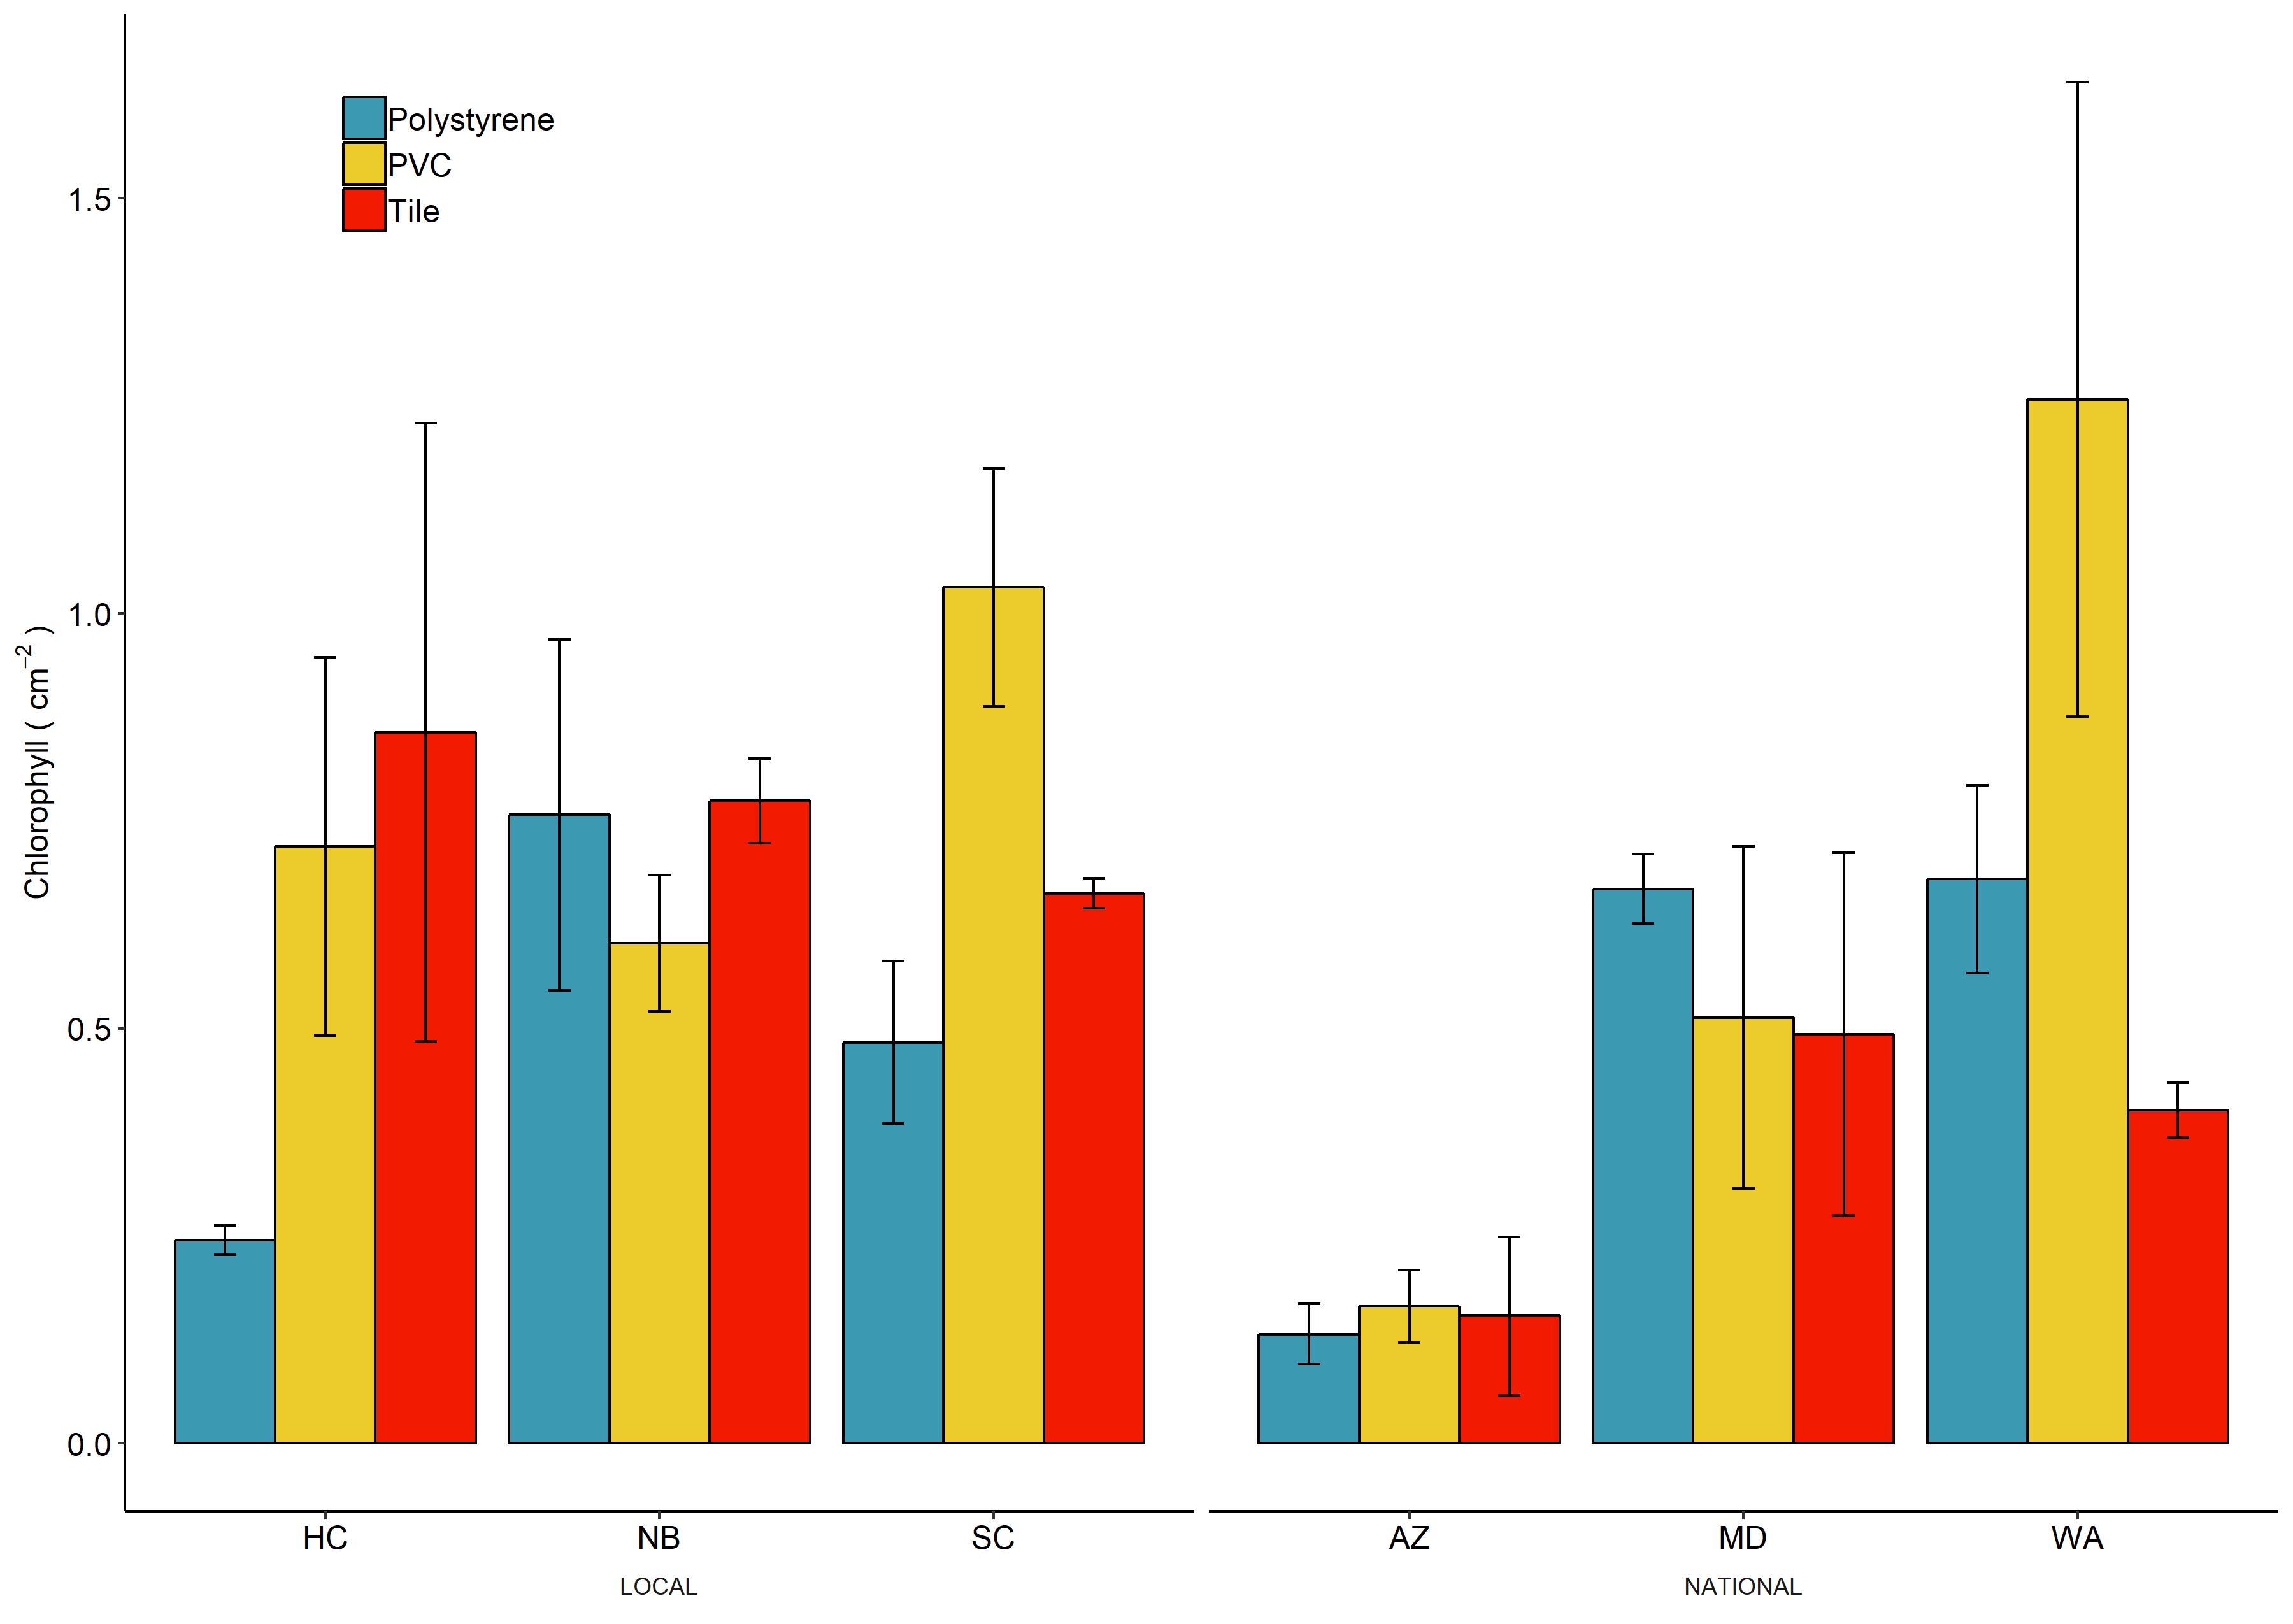 Polystyrene
PVC
Tile
1.5
1.0
0.5
0.0
Chlorophyll ( cm⁻² )
HC NB SC AZ MD WA
LOCAL NATIONAL